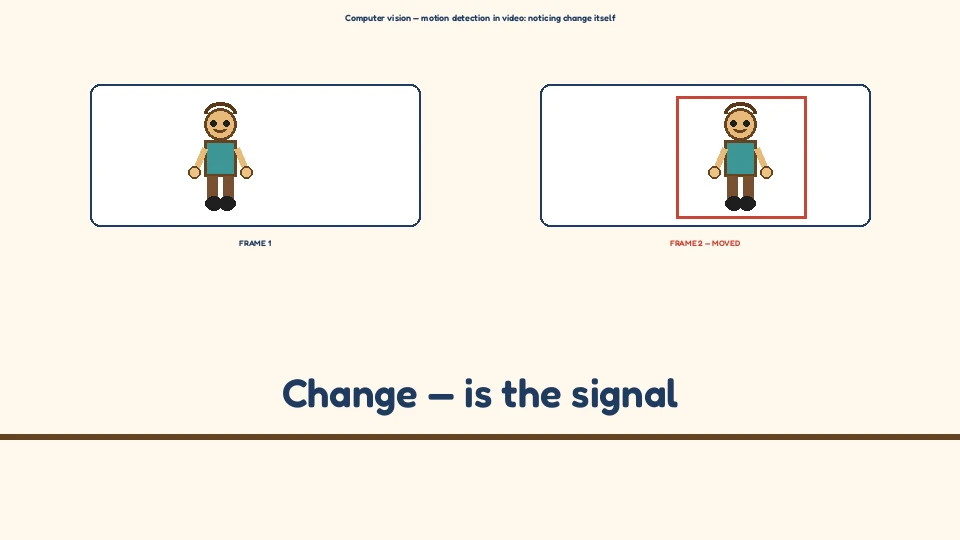 Computer vision — motion detection in video: noticing change itself
FRAME 1
FRAME 2 — MOVED
Change — is the signal